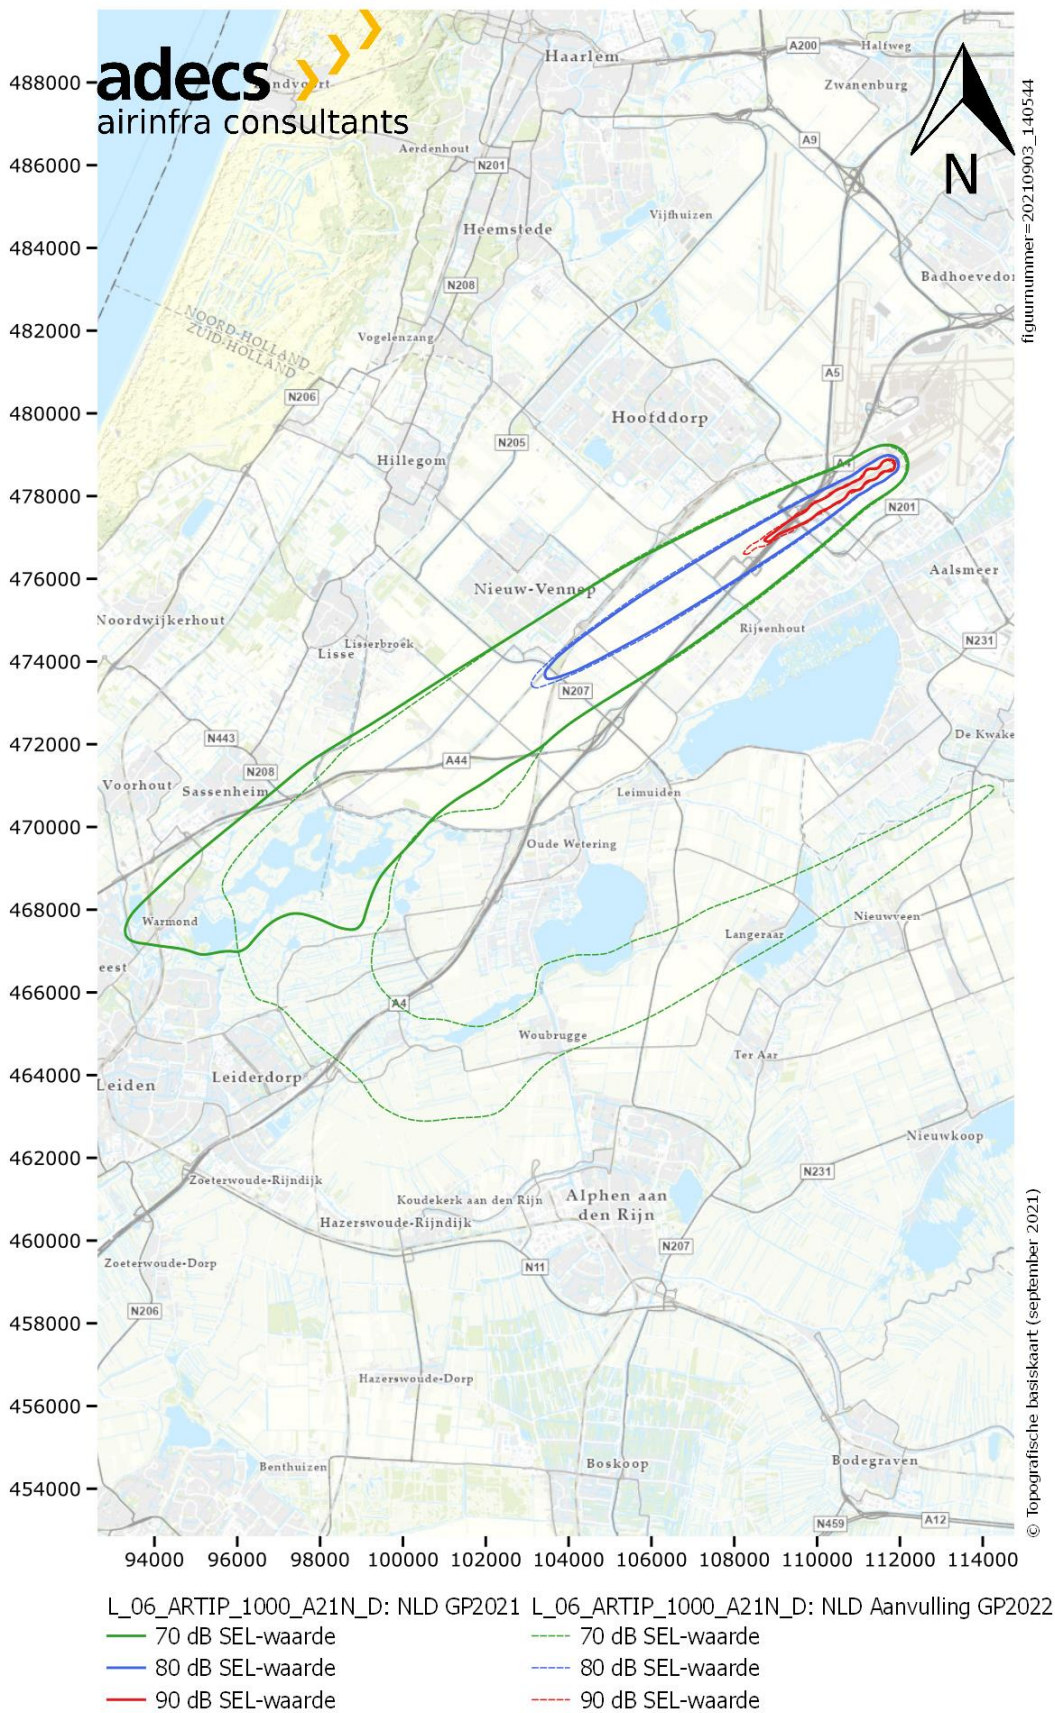 adecs
airinfra consultants
N
figuurnummer=20210903_140544
© Topografische basiskaart (september 2021)
488000
486000
484000
482000
480000
478000
476000
474000
472000
470000
468000
466000
464000
462000
460000
458000
456000
454000
Haarlem
A200
Halfweg
Zwanenburg
A9
Aerdenhout
N201
Vijfhuizen
Heemstede
Badhoevedor
N208
NOORD-HOLLAND
ZUID-HOLLAND
Vogelenzang
A5
N206
Hoofddorp
N205
Hillegom
A4
N201
Aalsmeer
Nieuw-Vennep
Noordwijkerhout
Rijsenhout
N231
Lisserbroek
Lisse
N207
De Kwake
N443
A44
N208
Voorhout
Sassenheim
Leimuiden
Oude Wetering
Warmond
Nieuwveen
Langeraar
eest
A4
Woubrugge
Ter Aar
Leiden
Leiderdorp
Nieuwkoop
N231
Zoeterwoude-Rijndijk
Koudekerk aan den Rijn
Alphen aan
den Rijn
Hazerswoude-Rijndijk
N207
Zoeterwoude-Dorp
N11
N206
Hazerswoude-Dorp
Benthuizen
Boskoop
Bodegraven
N459
A12
94000 96000 98000 100000 102000 104000 106000 108000 110000 112000 114000
L_06_ARTIP_1000_A21N_D: NLD GP2021 L_06_ARTIP_1000_A21N_D: NLD Aanvulling GP2022
70 dB SEL-waarde 70 dB SEL-waarde
80 dB SEL-waarde 80 dB SEL-waarde
90 dB SEL-waarde 90 dB SEL-waarde